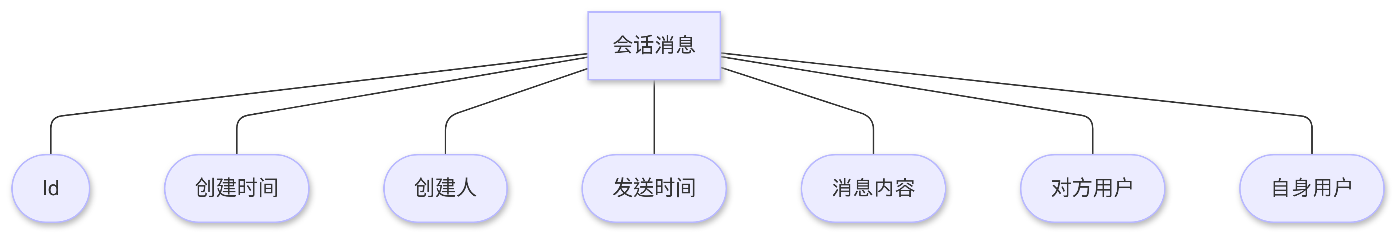 会话消息
Id
创建时间
创建人
发送时间
消息内容
对方用户
自身用户